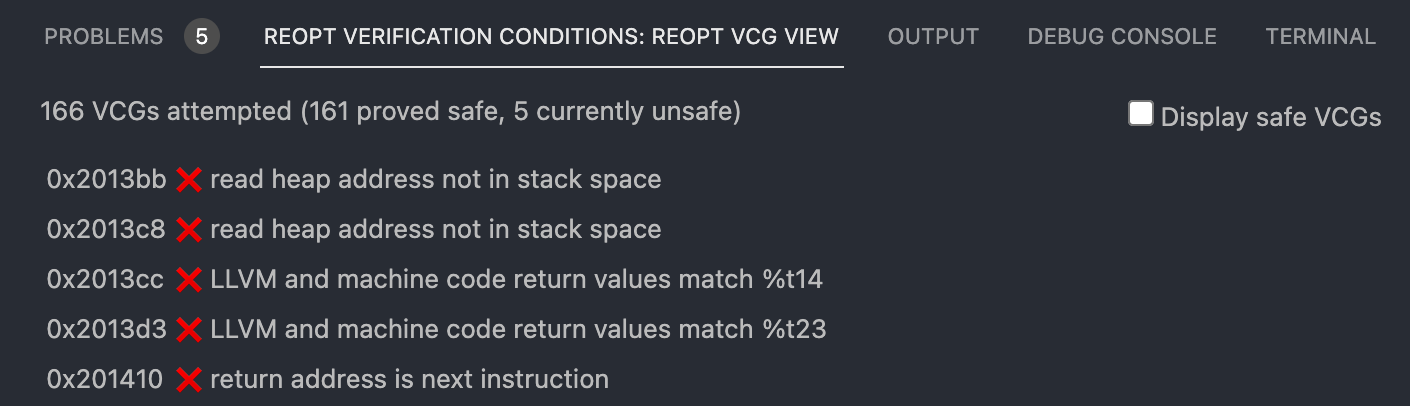 PROBLEMS 5 REOPT VERIFICATION CONDITIONS: REOPT VCG VIEW OUTPUT DEBUG CONSOLE TERMINAL
166 VCGs attempted (161 proved safe, 5 currently unsafe) Display safe VCGs
0x2013bb ❌ read heap address not in stack space
0x2013c8 ❌ read heap address not in stack space
0x2013cc ❌ LLVM and machine code return values match %t14
0x2013d3 ❌ LLVM and machine code return values match %t23
0x201410 ❌ return address is next instruction